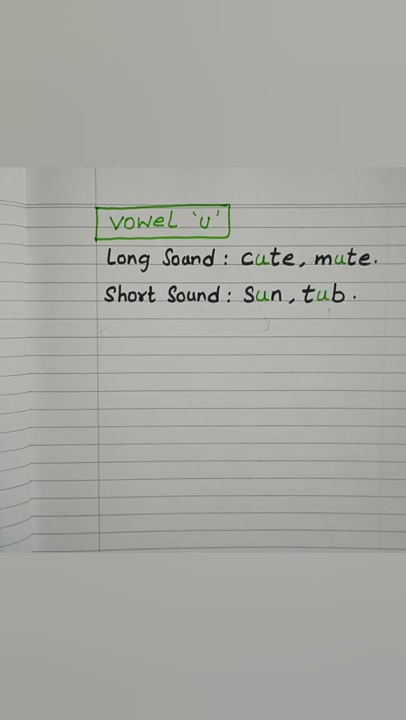 Vowel 'u'
Long Sound : cute, mute.
Short Sound : Sun, tub.